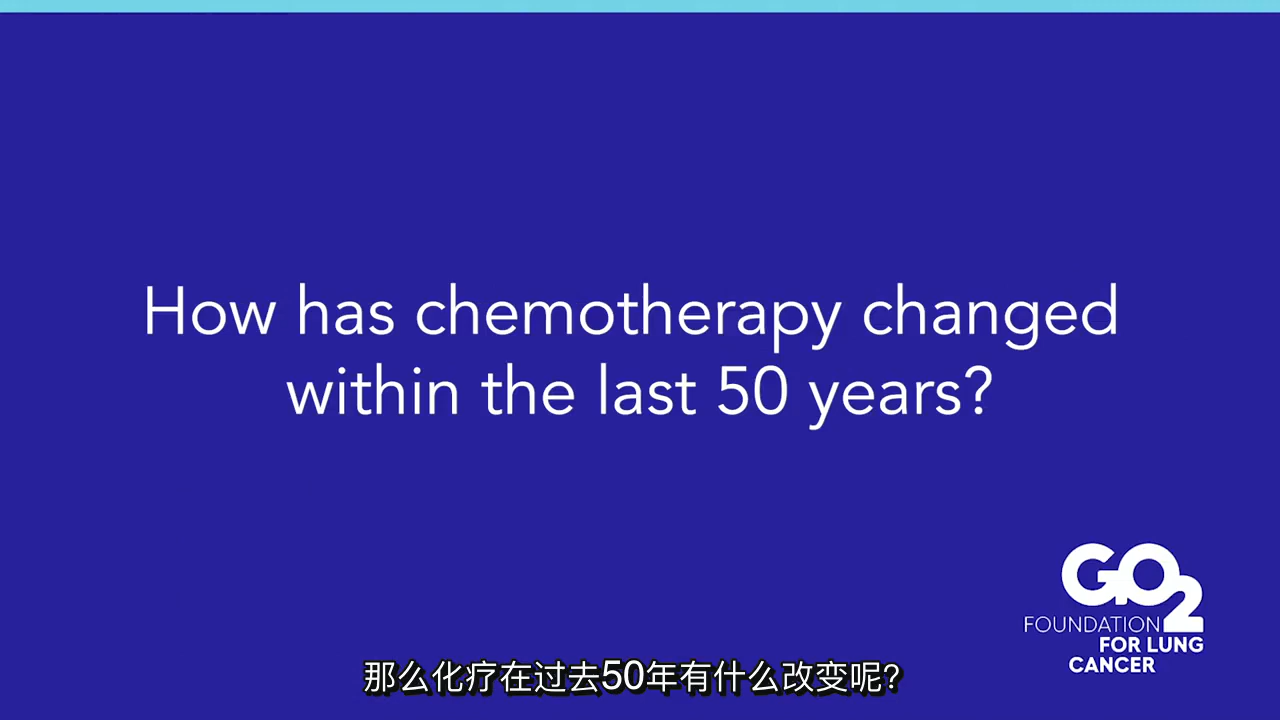 How has chemotherapy changed
within the last 50 years?
GO2
FOUNDATION
FOR LUNG
CANCER
那么化疗在过去50年有什么改变呢?